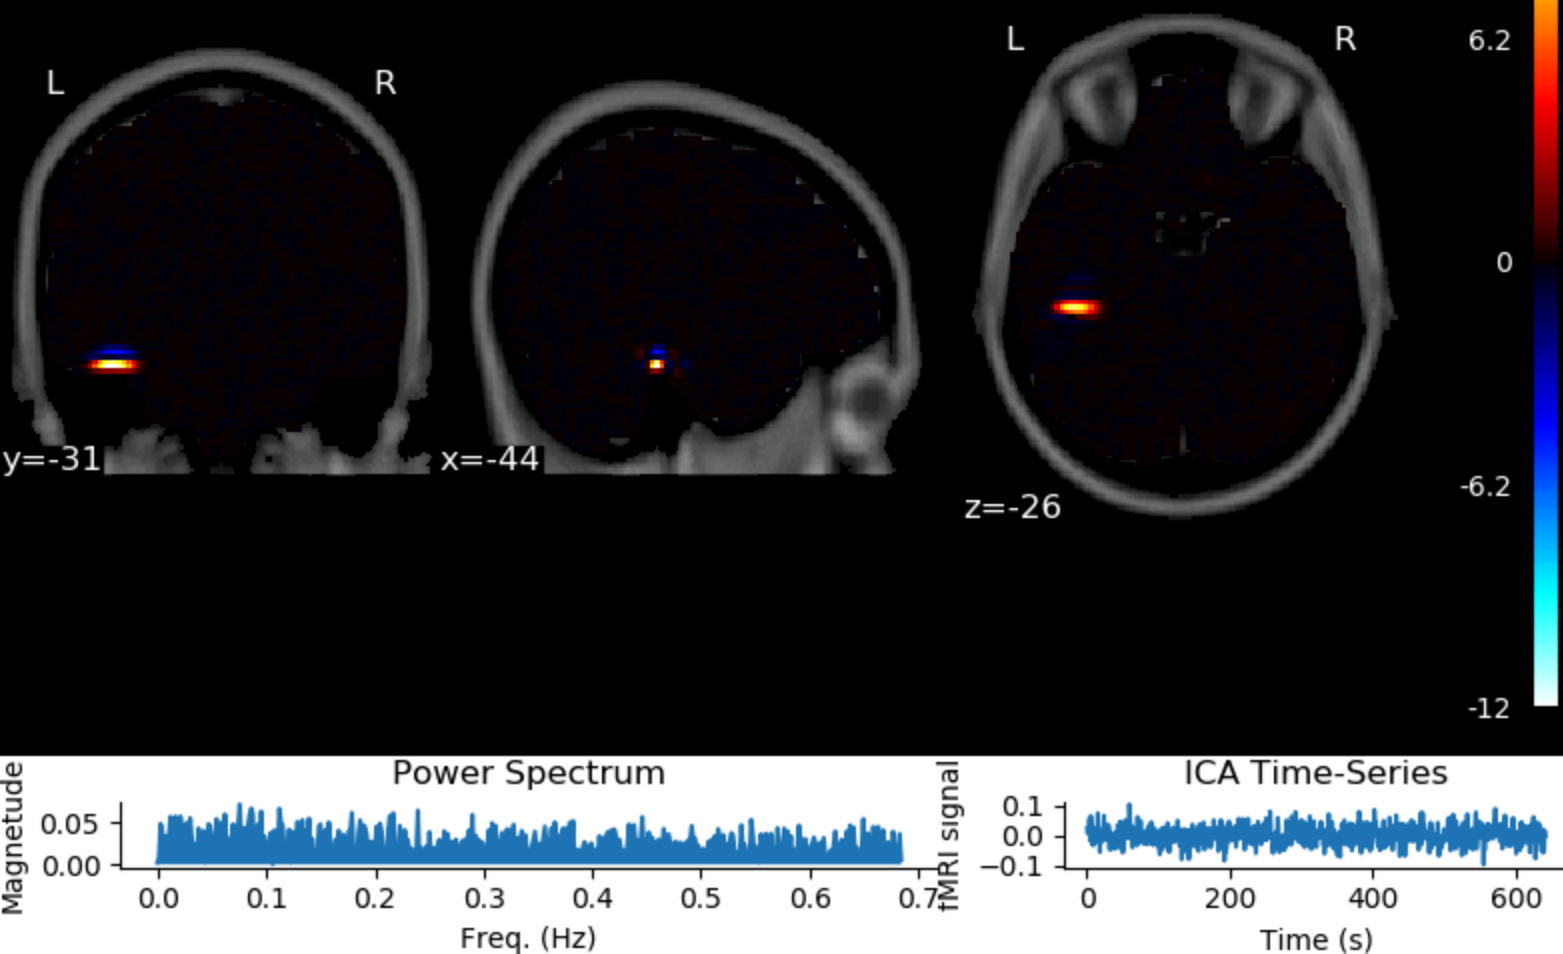 L R
L R
6.2
0
-6.2
-12
y=-31
x=-44
z=-26
Power Spectrum
Magnetude
0.05
0.00
0.0 0.1 0.2 0.3 0.4 0.5 0.6 0.7
Freq. (Hz)
ICA Time-Series
fMRI signal
0.1
0.0
−0.1
0 200 400 600
Time (s)